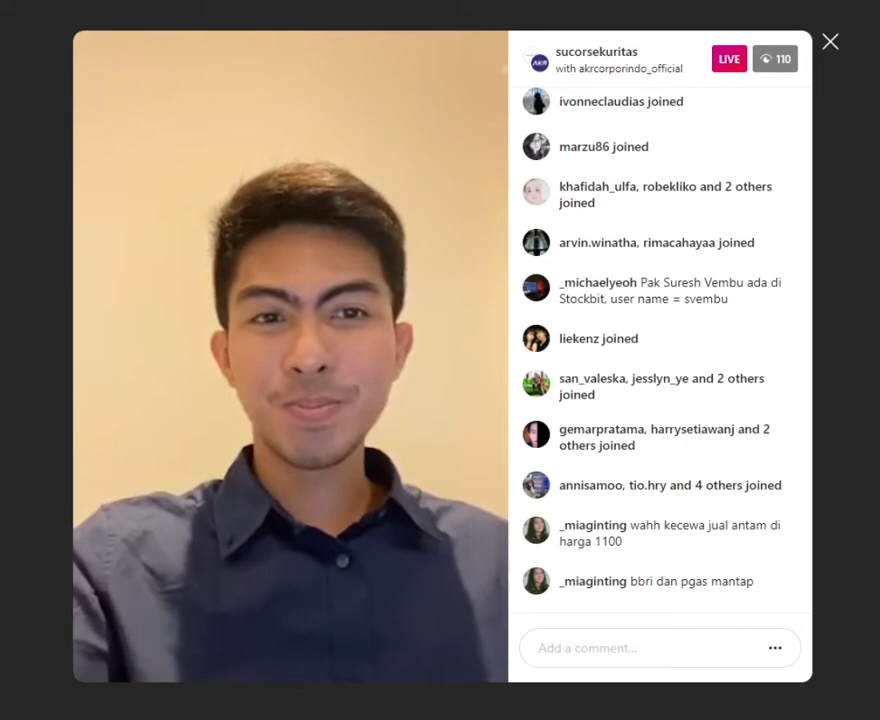 sucorsekuritas
AKR
with akrcorporindo_official
LIVE
110
ivonneclaudias joined
marzu86 joined
khafidah_ulfa, robekliko and 2 others
joined
arvin.winatha, rimacahayaa joined
_michaelyeoh Pak Suresh Vembu ada di
Stockbit, user name = svembu
liekenz joined
san_valeska, jesslyn_ye and 2 others
joined
gemarpratama, harrysetiawanj and 2
others joined
annisamoo, tio.hry and 4 others joined
_miaginting wahh kecewa jual antam di
harga 1100
_miaginting bbri dan pgas mantap
Add a comment...